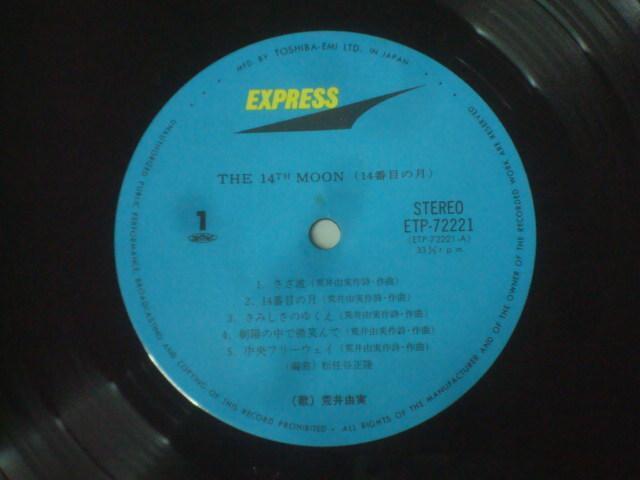 MFD. BY TOSHIBA-EMI LTD. IN JAPAN
EXPRESS
THE 14TH MOON (14番目の月)
1
STEREO
ETP-72221
(ETP-72221-A)
33⅓ r.p.m.
1. さざ波 (荒井由実作詩・作曲)
2. 14番目の月 (荒井由実作詩・作曲)
3. さみしさのゆくえ (荒井由実作詩・作曲)
4. 朝陽の中で微笑んで (荒井由実作詩・作曲)
5. 中央フリーウェイ (荒井由実作詩・作曲)
(編曲) 松任谷正隆
(歌) 荒井由実
UNAUTHORIZED PUBLIC PERFORMANCE, BROADCASTING AND COPYING OF THIS RECORD PROHIBITED • ALL RIGHTS OF THE MANUFACTURER AND OF THE OWNER OF THE RECORDED WORK ARE RESERVED